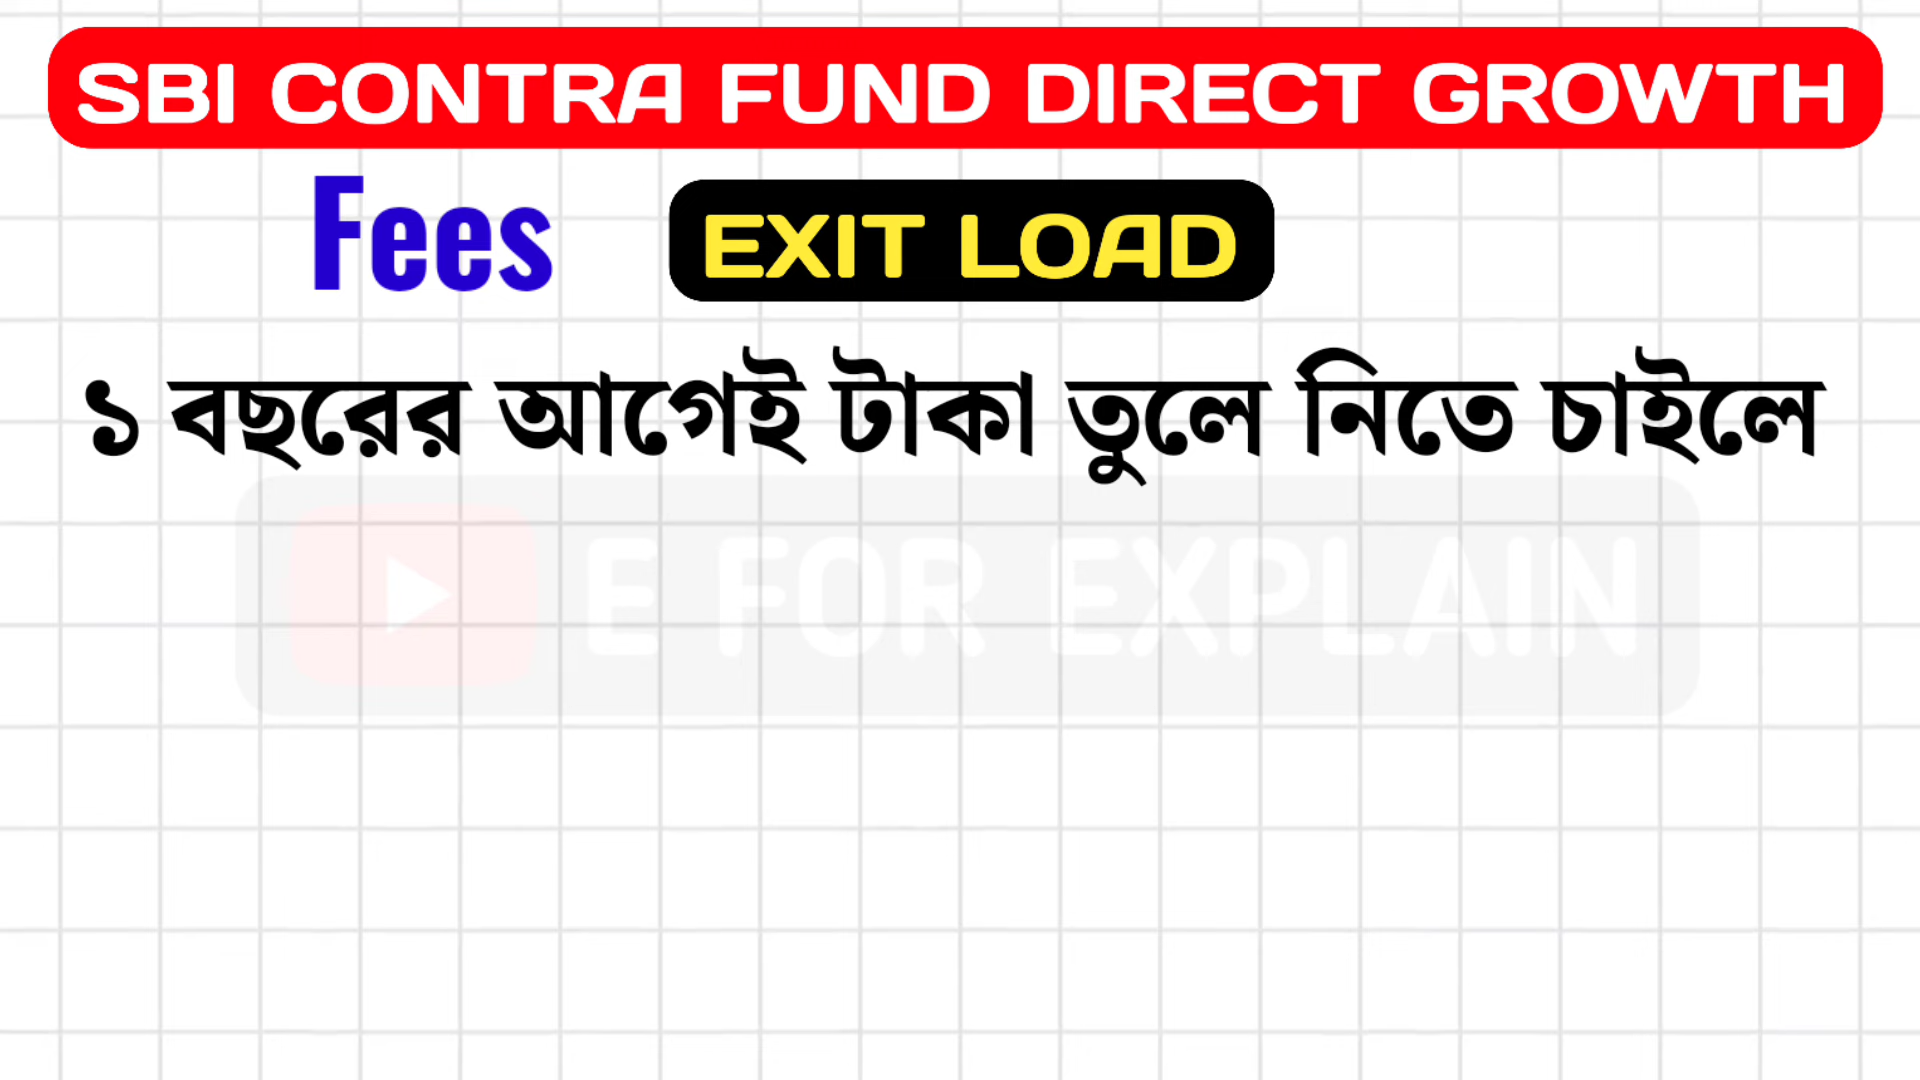 SBI CONTRA FUND DIRECT GROWTH
Fees EXIT LOAD
১ বছরের আগেই টাকা তুলে নিতে চাইলে
E FOR EXPLAIN